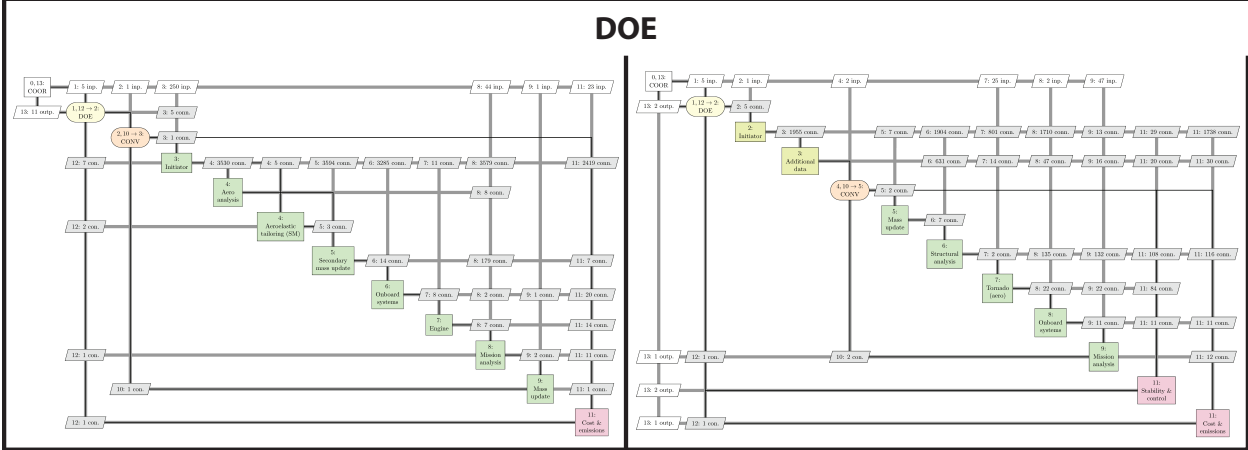 DOE
0, 13:
COOR
1: 5 inp.
2: 1 inp.
3: 250 inp.
8: 44 inp.
9: 1 inp.
11: 23 inp.
13: 11 outp.
1, 12 → 2:
DOE
3: 5 conn.
2, 10 → 3:
CONV
3: 1 conn.
12: 7 con.
3:
Initiator
4: 3530 conn.
4: 5 conn.
5: 3594 conn.
6: 3285 conn.
7: 11 conn.
8: 3579 conn.
11: 2419 conn.
4:
Aero
analysis
8: 8 conn.
12: 2 con.
4:
Aeroelastic
tailoring (SM)
5: 3 conn.
5:
Secondary
mass update
6: 14 conn.
8: 179 conn.
11: 7 conn.
6:
Onboard
systems
7: 8 conn.
8: 2 conn.
9: 1 conn.
11: 20 conn.
7:
Engine
8: 7 conn.
11: 14 conn.
12: 1 con.
8:
Mission
analysis
9: 2 conn.
11: 11 conn.
10: 1 con.
9:
Mass
update
11: 1 conn.
12: 1 con.
11:
Cost &
emissions
0, 13:
COOR
1: 5 inp.
2: 1 inp.
4: 2 inp.
7: 25 inp.
8: 2 inp.
9: 47 inp.
13: 2 outp.
1, 12 → 2:
DOE
2: 5 conn.
2:
Initiator
3: 1955 conn.
5: 7 conn.
6: 1904 conn.
7: 801 conn.
8: 1710 conn.
9: 13 conn.
11: 29 conn.
11: 1738 conn.
3:
Additional
data
6: 631 conn.
7: 14 conn.
8: 47 conn.
9: 16 conn.
11: 20 conn.
11: 30 conn.
4, 10 → 5:
CONV
5: 2 conn.
5:
Mass
update
6: 7 conn.
6:
Structural
analysis
7: 2 conn.
8: 135 conn.
9: 132 conn.
11: 108 conn.
11: 116 conn.
7:
Tornado
(aero)
8: 22 conn.
9: 22 conn.
11: 84 conn.
8:
Onboard
systems
9: 11 conn.
11: 11 conn.
11: 11 conn.
13: 1 outp.
12: 1 con.
10: 2 con.
9:
Mission
analysis
11: 12 conn.
13: 2 outp.
11:
Stability &
control
13: 1 outp.
12: 1 con.
11:
Cost &
emissions